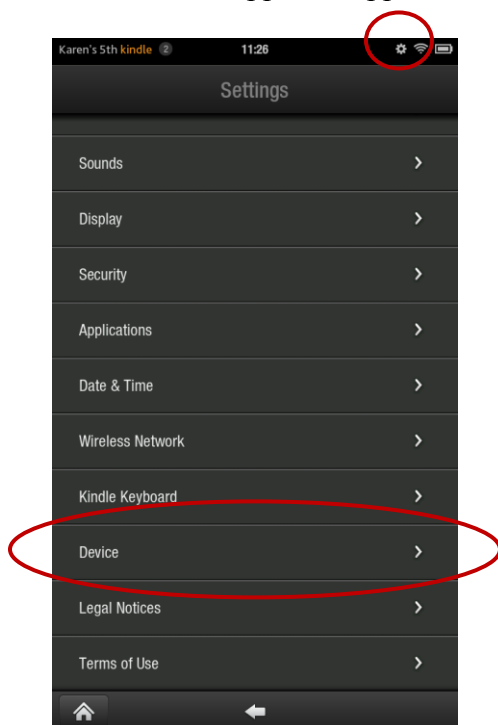 Karen's 5th kindle 2 11:26
Settings
Sounds
Display
Security
Applications
Date & Time
Wireless Network
Kindle Keyboard
Device
Legal Notices
Terms of Use